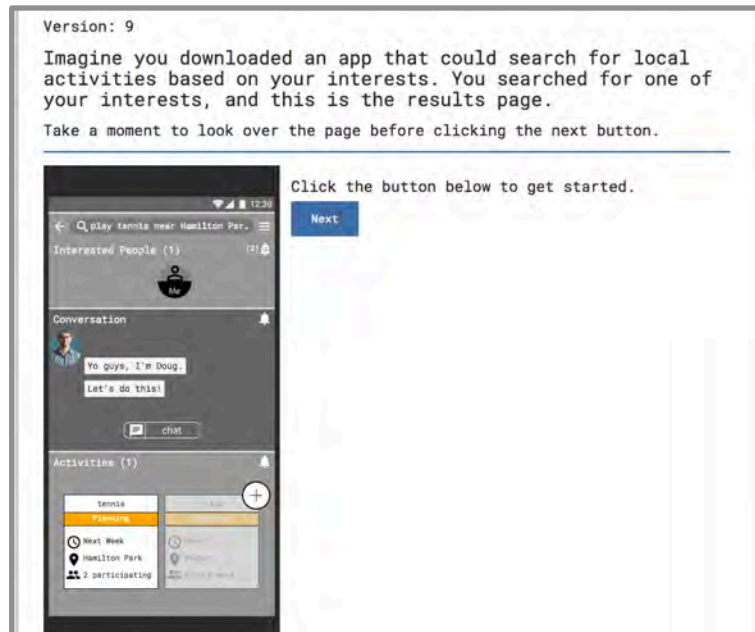 Version: 9
Imagine you downloaded an app that could search for local
activities based on your interests. You searched for one of
your interests, and this is the results page.
Take a moment to look over the page before clicking the next button.
Click the button below to get started.
Next
12:30
play tennis near Hamilton Par.
Interested People (1)
Me
Conversation
Yo guys, I'm Doug.
Let's do this!
chat
Activities (1)
+
tennis
Planning
Next Week
Hamilton Park
2 participating